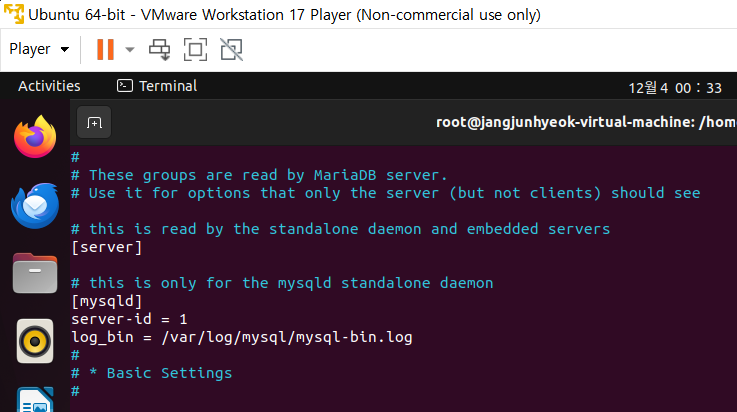 Ubuntu 64-bit - VMware Workstation 17 Player (Non-commercial use only)
Player
Activities
Terminal
12월 4 00 : 33
root@jangjunhyeok-virtual-machine: /hom
#
# These groups are read by MariaDB server.
# Use it for options that only the server (but not clients) should see
# this is read by the standalone daemon and embedded servers
[server]
# this is only for the mysqld standalone daemon
[mysqld]
server-id = 1
log_bin = /var/log/mysql/mysql-bin.log
#
# * Basic Settings
#